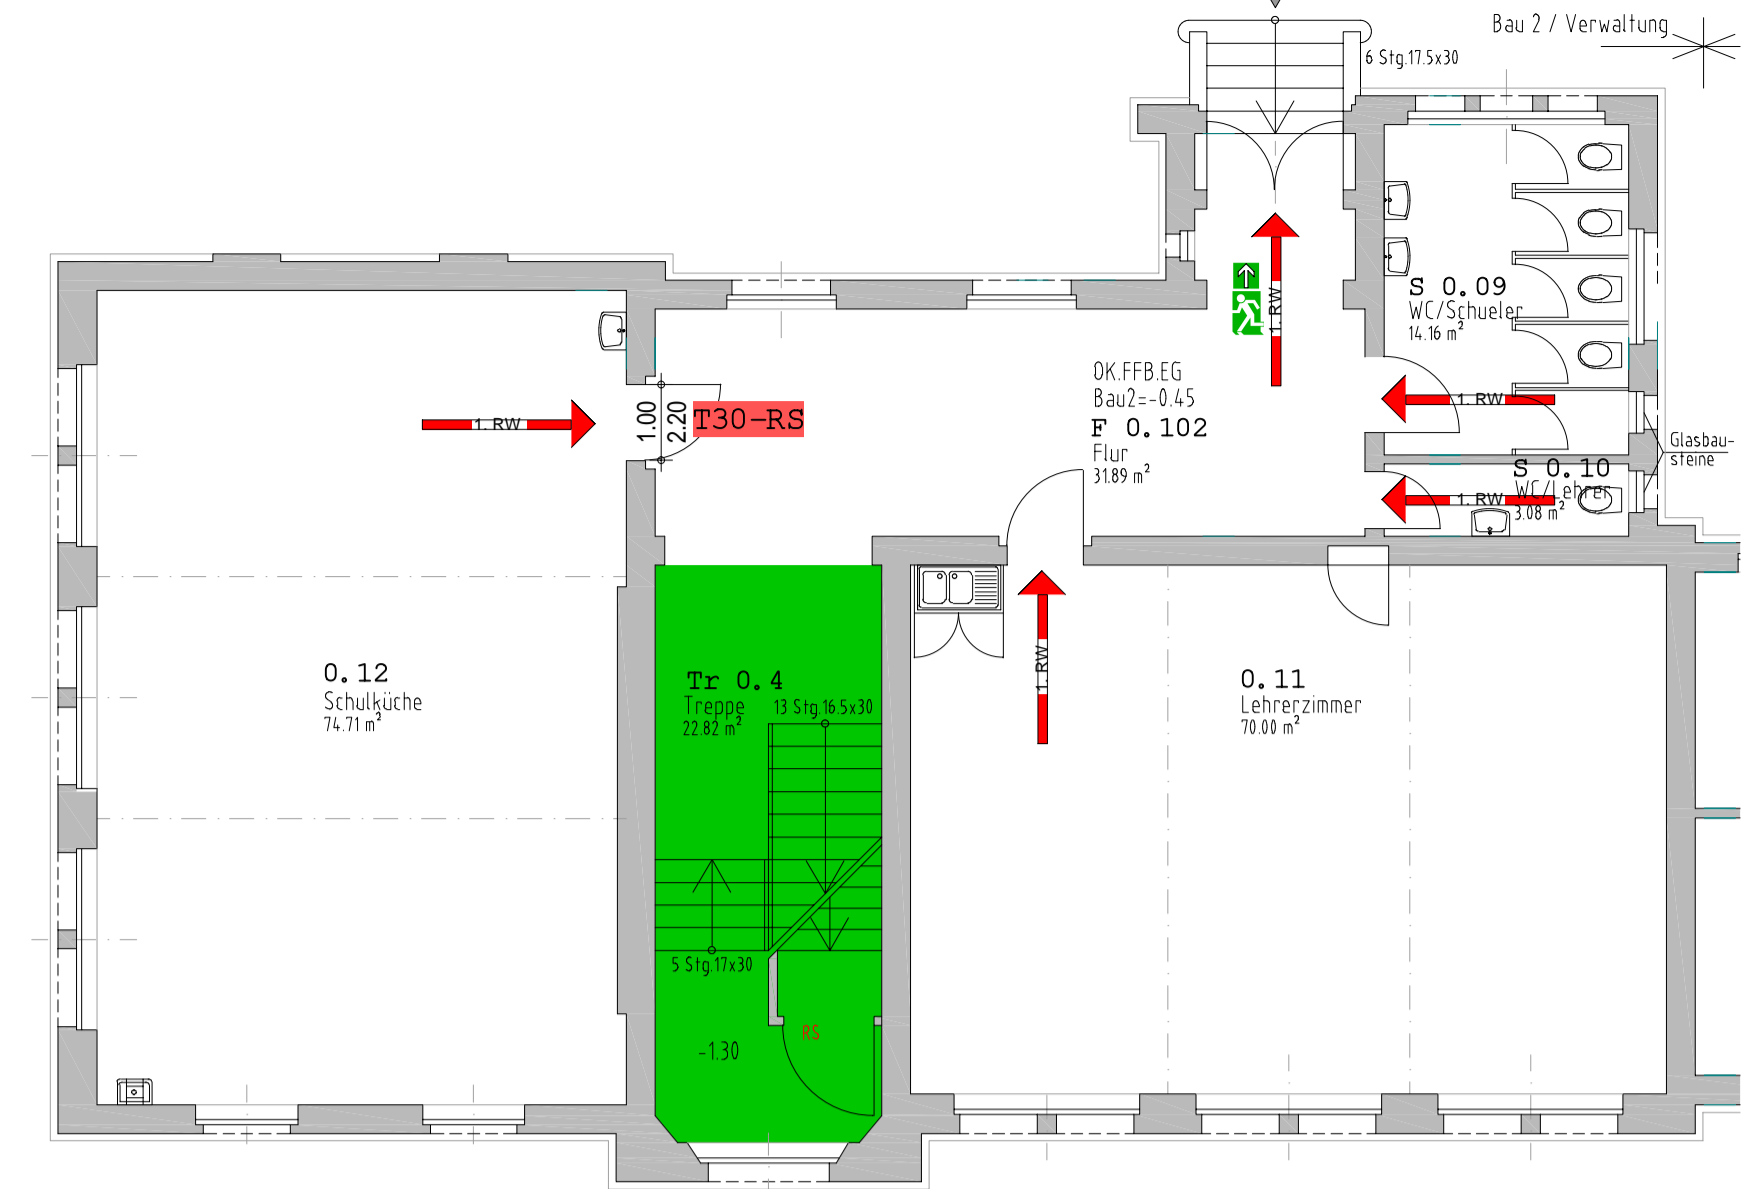 Bau 2 / Verwaltung
6 Stg.17.5x30
S 0.09
WC/Schueler
14.16 m²
1.RW
OK.FFB.EG
Bau2=-0.45
F 0.102
Flur
31.89 m²
1.00
2.20
T30-RS
1. RW
1. RW
Glasbau-
steine
S 0.10
WC/Lehrer
3.08 m²
1. RW
0.12
Schulküche
74.71 m²
Tr 0.4
Treppe
22.82 m²
13 Stg.16.5x30
1.RW
0.11
Lehrerzimmer
70.00 m²
5 Stg.17x30
RS
-1.30